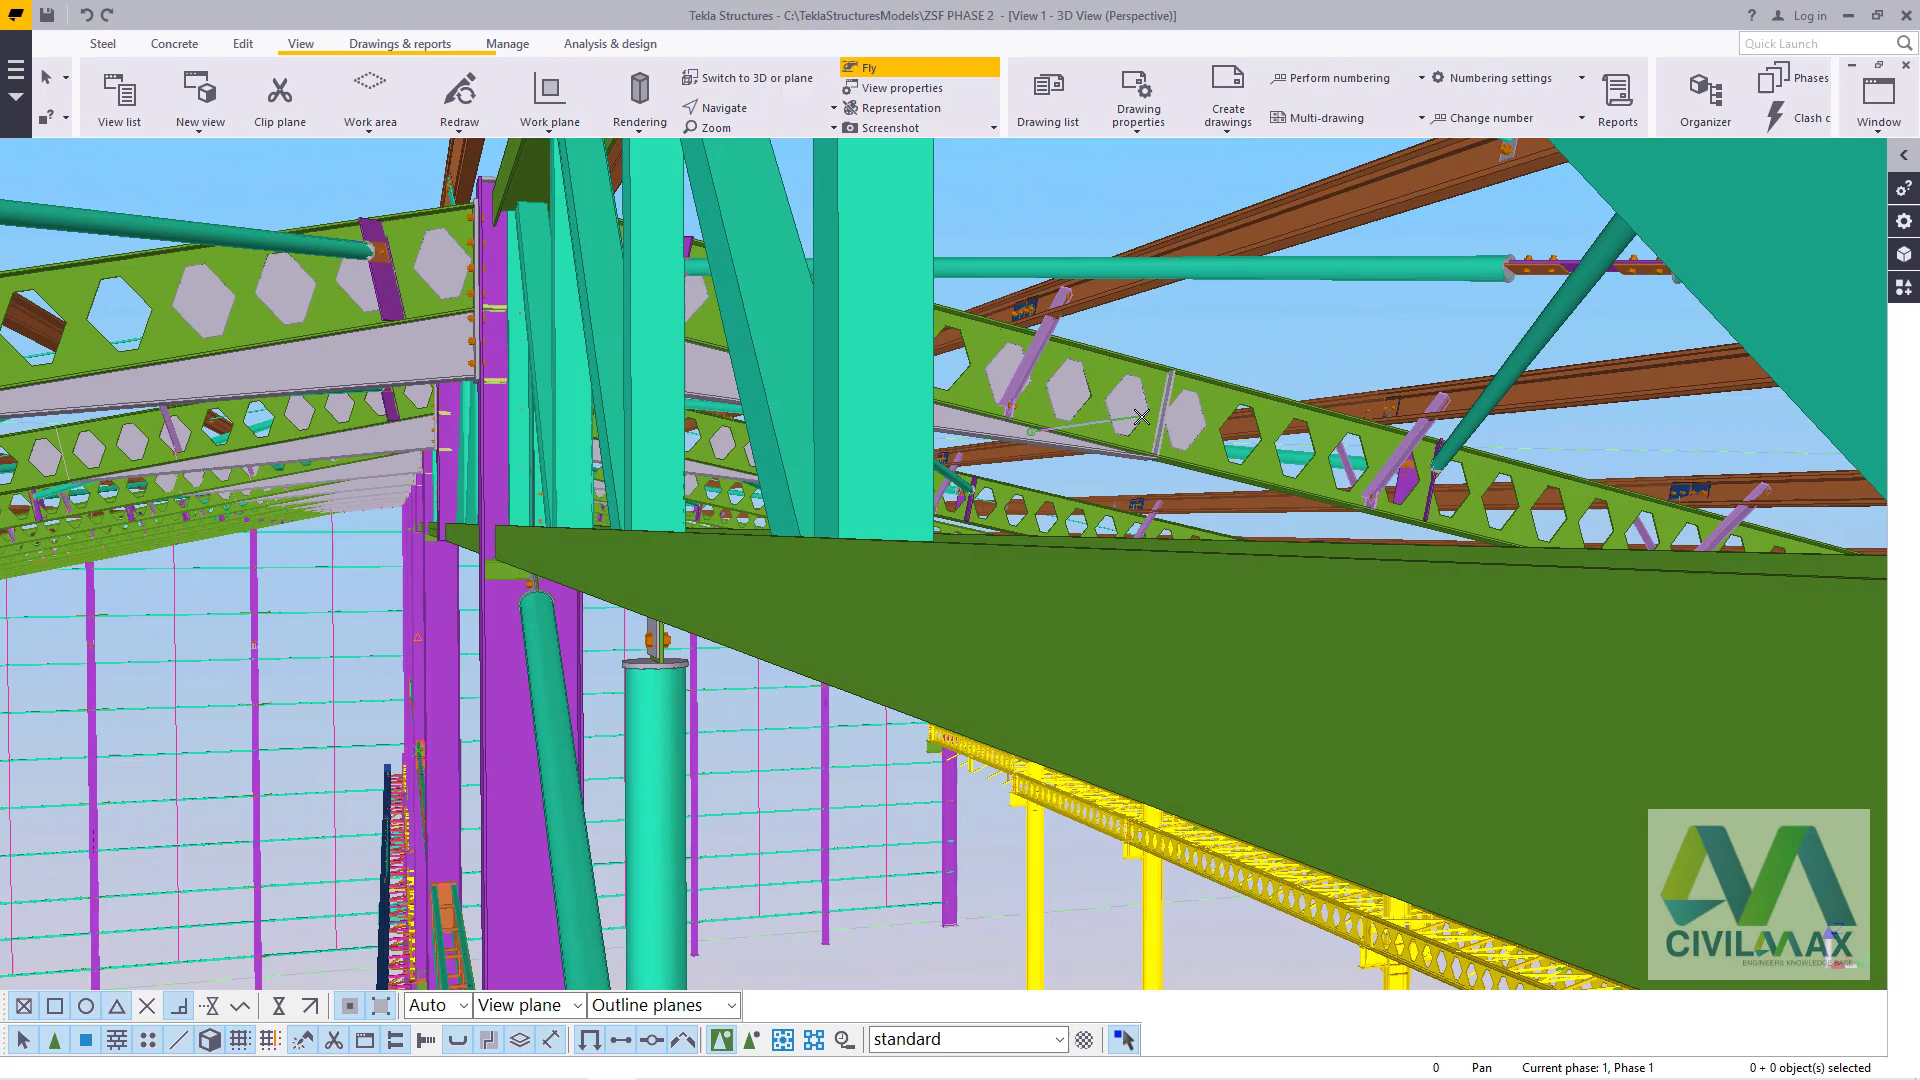 Tekla Structures - C:\TeklaStructuresModels\ZSF PHASE 2 - [View 1 - 3D View (Perspective)]
? Log in
Steel Concrete Edit View Drawings & reports Manage Analysis & design
Quick Launch
Fly
Switch to 3D or plane
View properties
Perform numbering
Numbering settings
Phases
Navigate
Representation
Drawing properties
Create drawings
View list
New view
Clip plane
Work area
Redraw
Work plane
Rendering
Zoom
Screenshot
Drawing list
Multi-drawing
Change number
Reports
Organizer
Clash c
Window
CIVILMAX
ENGINEERS KNOWLEDGE BASE
Auto
View plane
Outline planes
standard
0
Pan
Current phase: 1, Phase 1
0 + 0 object(s) selected